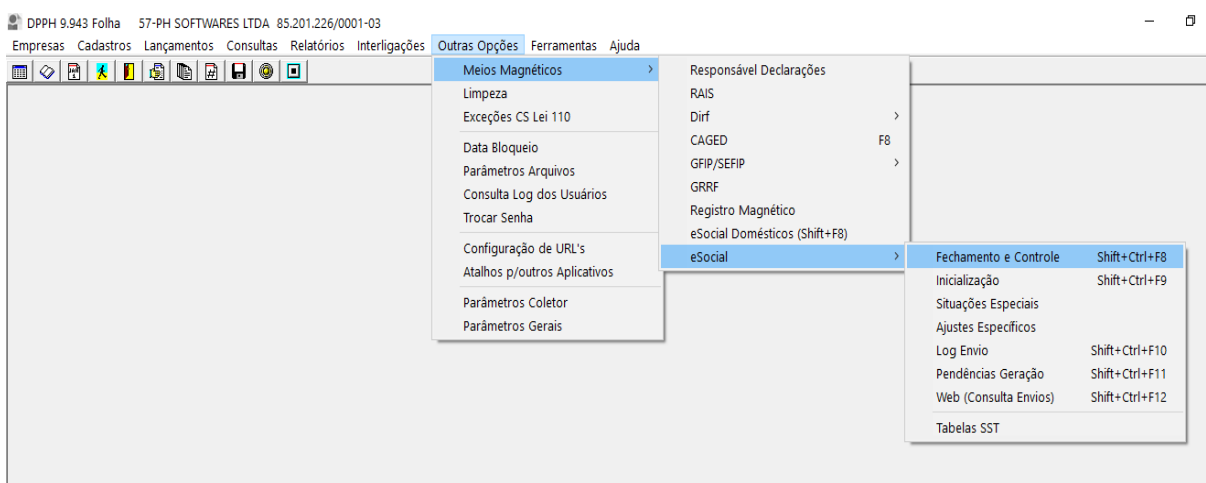 DPPH 9.943 Folha 57-PH SOFTWARES LTDA 85.201.226/0001-03
Empresas Cadastros Lançamentos Consultas Relatórios Interligações Outras Opções Ferramentas Ajuda
Meios Magnéticos
Limpeza
Exceções CS Lei 110
Data Bloqueio
Parâmetros Arquivos
Consulta Log dos Usuários
Trocar Senha
Configuração de URL's
Atalhos p/outros Aplicativos
Parâmetros Coletor
Parâmetros Gerais
Responsável Declarações
RAIS
Dirf
CAGED F8
GFIP/SEFIP
GRRF
Registro Magnético
eSocial Domésticos (Shift+F8)
eSocial
Fechamento e Controle Shift+Ctrl+F8
Inicialização Shift+Ctrl+F9
Situações Especiais
Ajustes Específicos
Log Envio Shift+Ctrl+F10
Pendências Geração Shift+Ctrl+F11
Web (Consulta Envios) Shift+Ctrl+F12
Tabelas SST